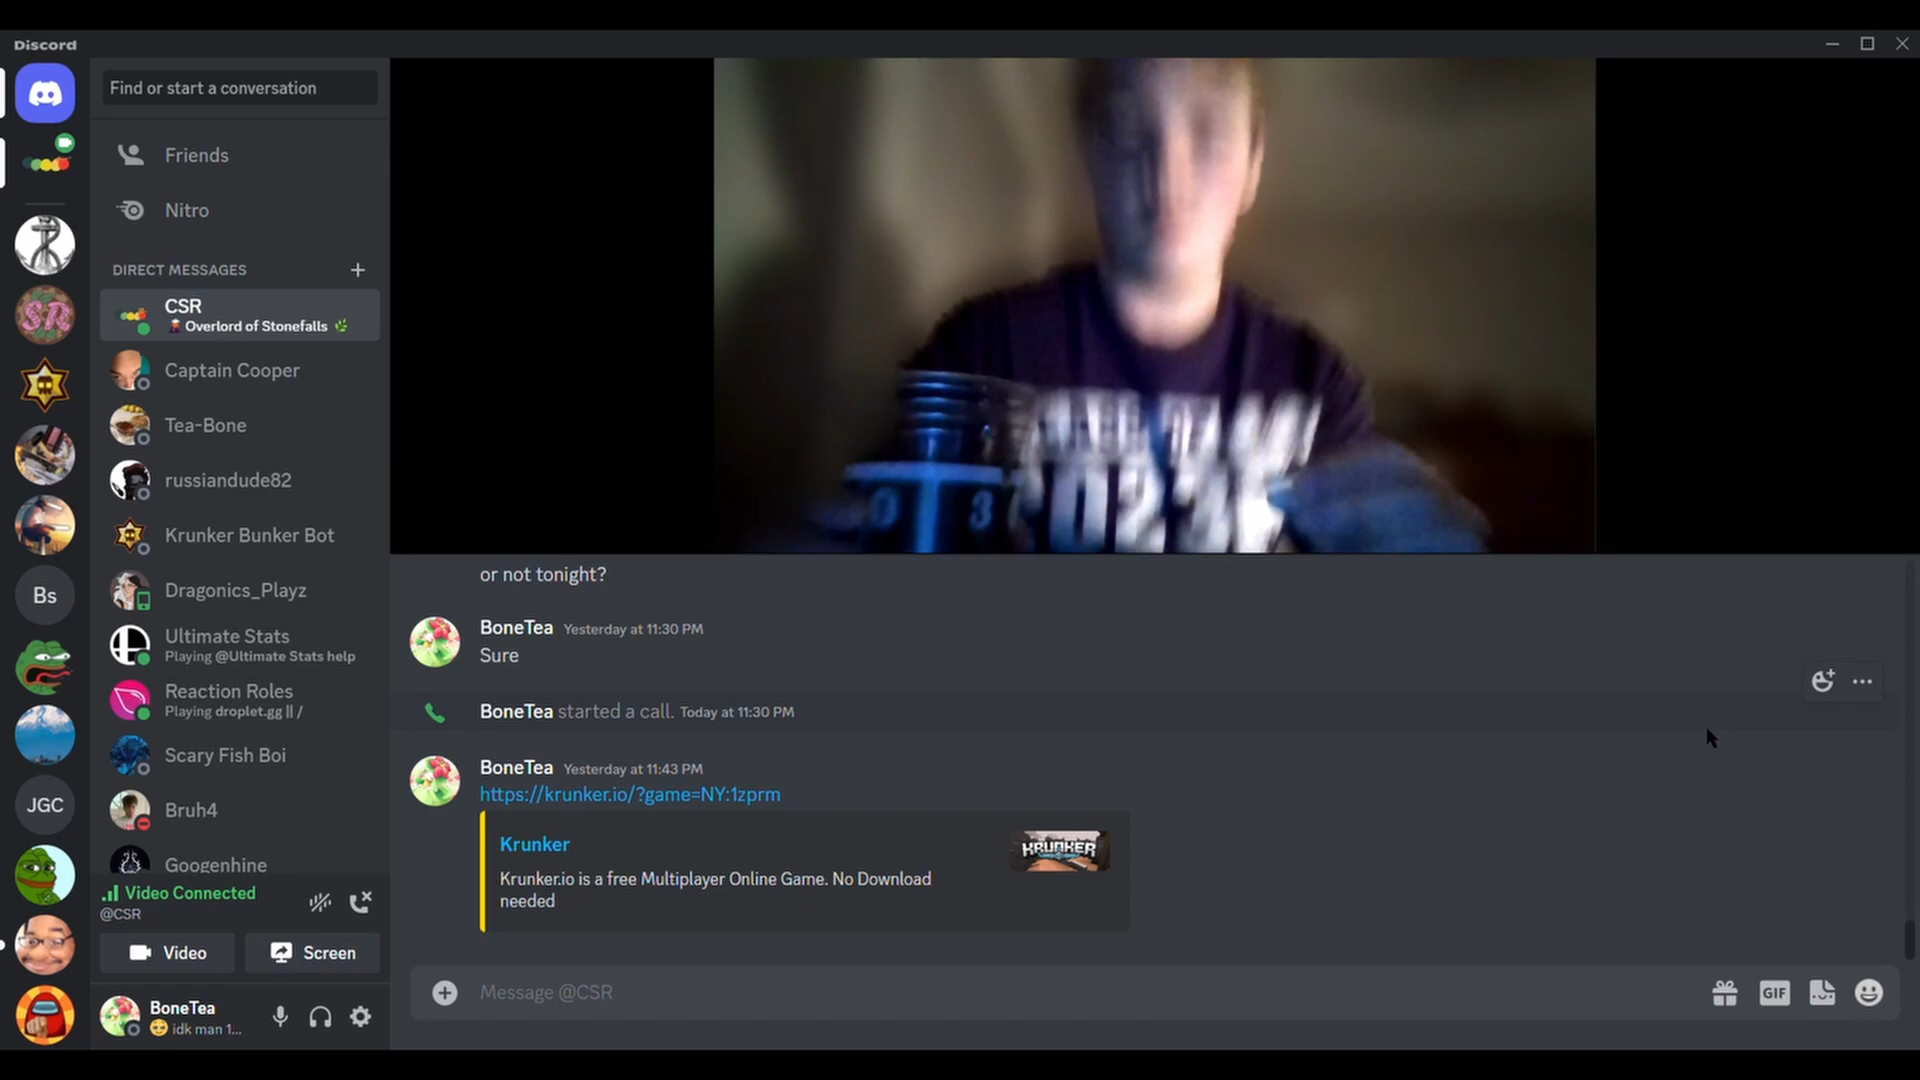 Discord
Find or start a conversation
Friends
Nitro
DIRECT MESSAGES
CSR
Overlord of Stonefalls
Captain Cooper
Tea-Bone
russiandude82
Krunker Bunker Bot
Dragonics_Playz
Ultimate Stats
Playing @Ultimate Stats help
Reaction Roles
Playing droplet.gg || /
Scary Fish Boi
Bruh4
Googenhine
Video Connected
@CSR
Video
Screen
BoneTea
idk man 1...
SR
Bs
JGC
0 3
or not tonight?
BoneTea Yesterday at 11:30 PM
Sure
BoneTea started a call. Today at 11:30 PM
BoneTea Yesterday at 11:43 PM
https://krunker.io/?game=NY:1zprm
Krunker
KRUNKER
Krunker.io is a free Multiplayer Online Game. No Download
needed
Message @CSR
GIF